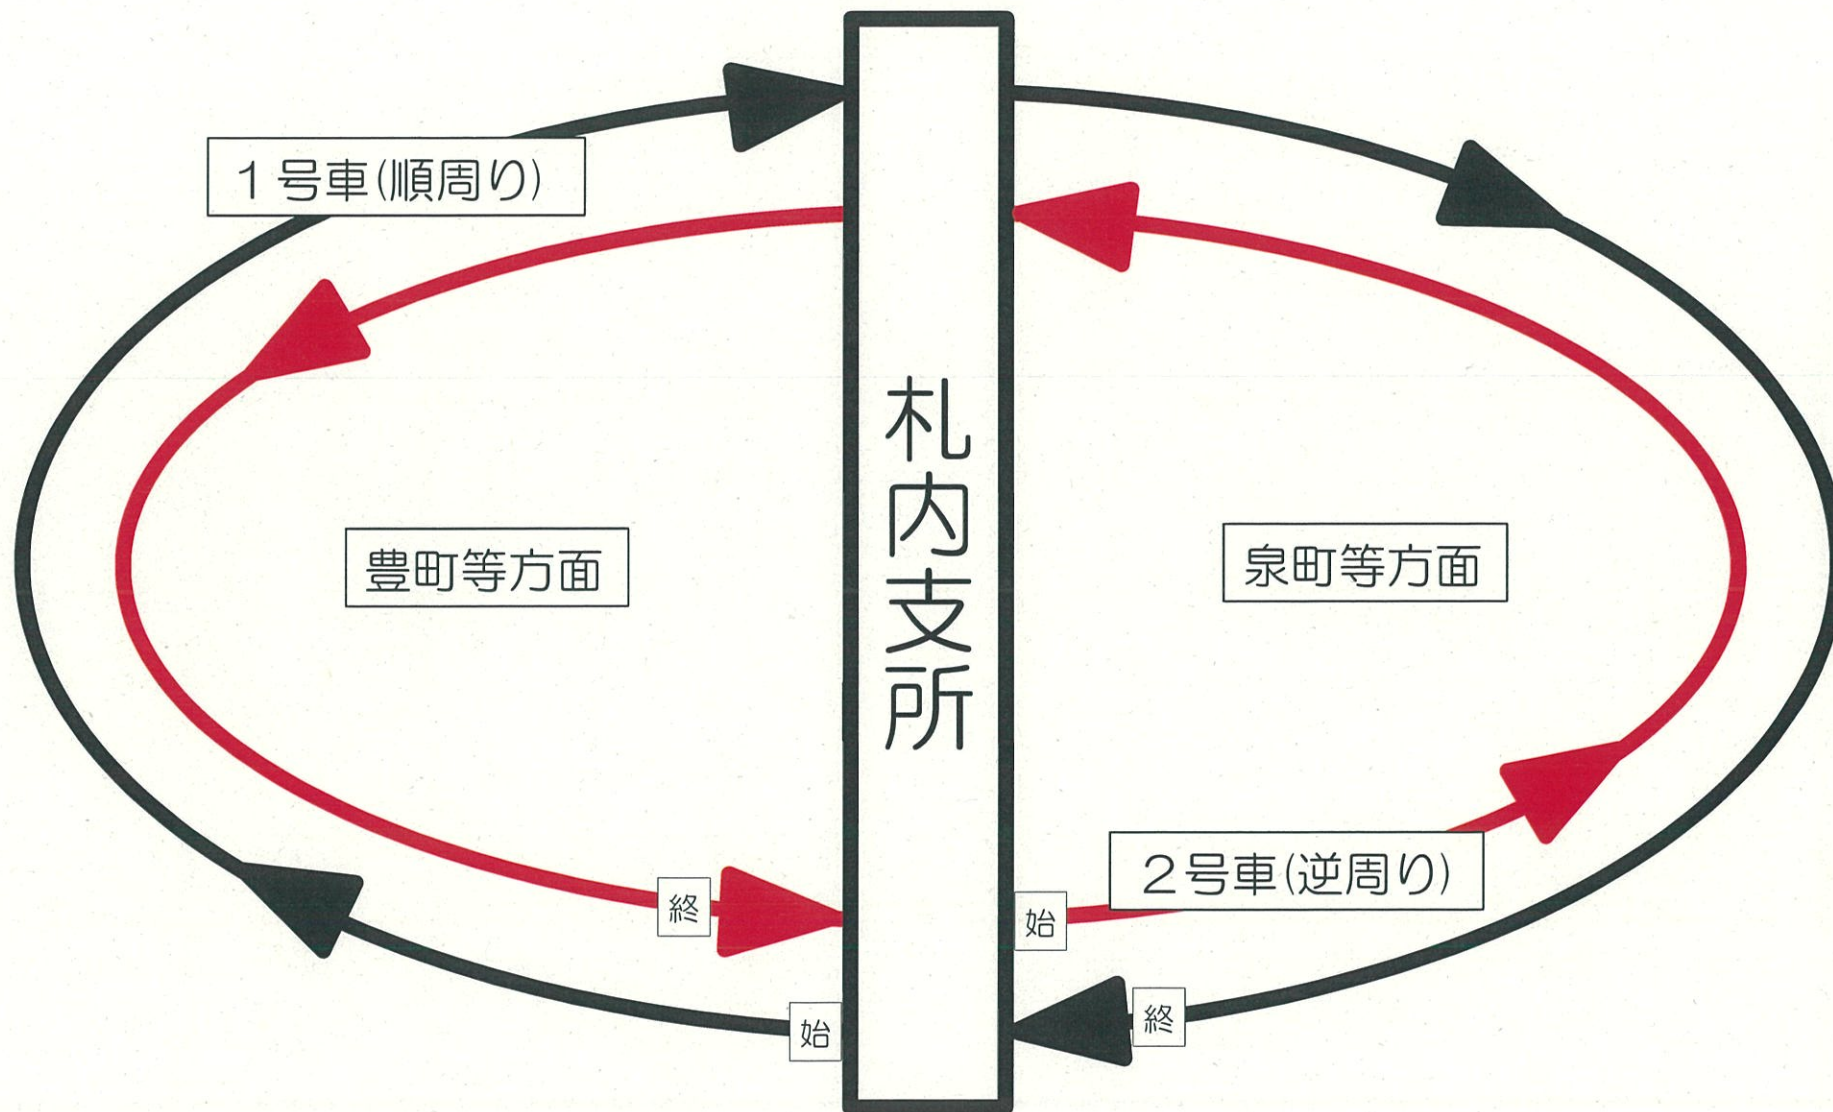 １号車(順周り)
札内支所
豊町等方面
泉町等方面
２号車(逆周り)
終
始
始
終